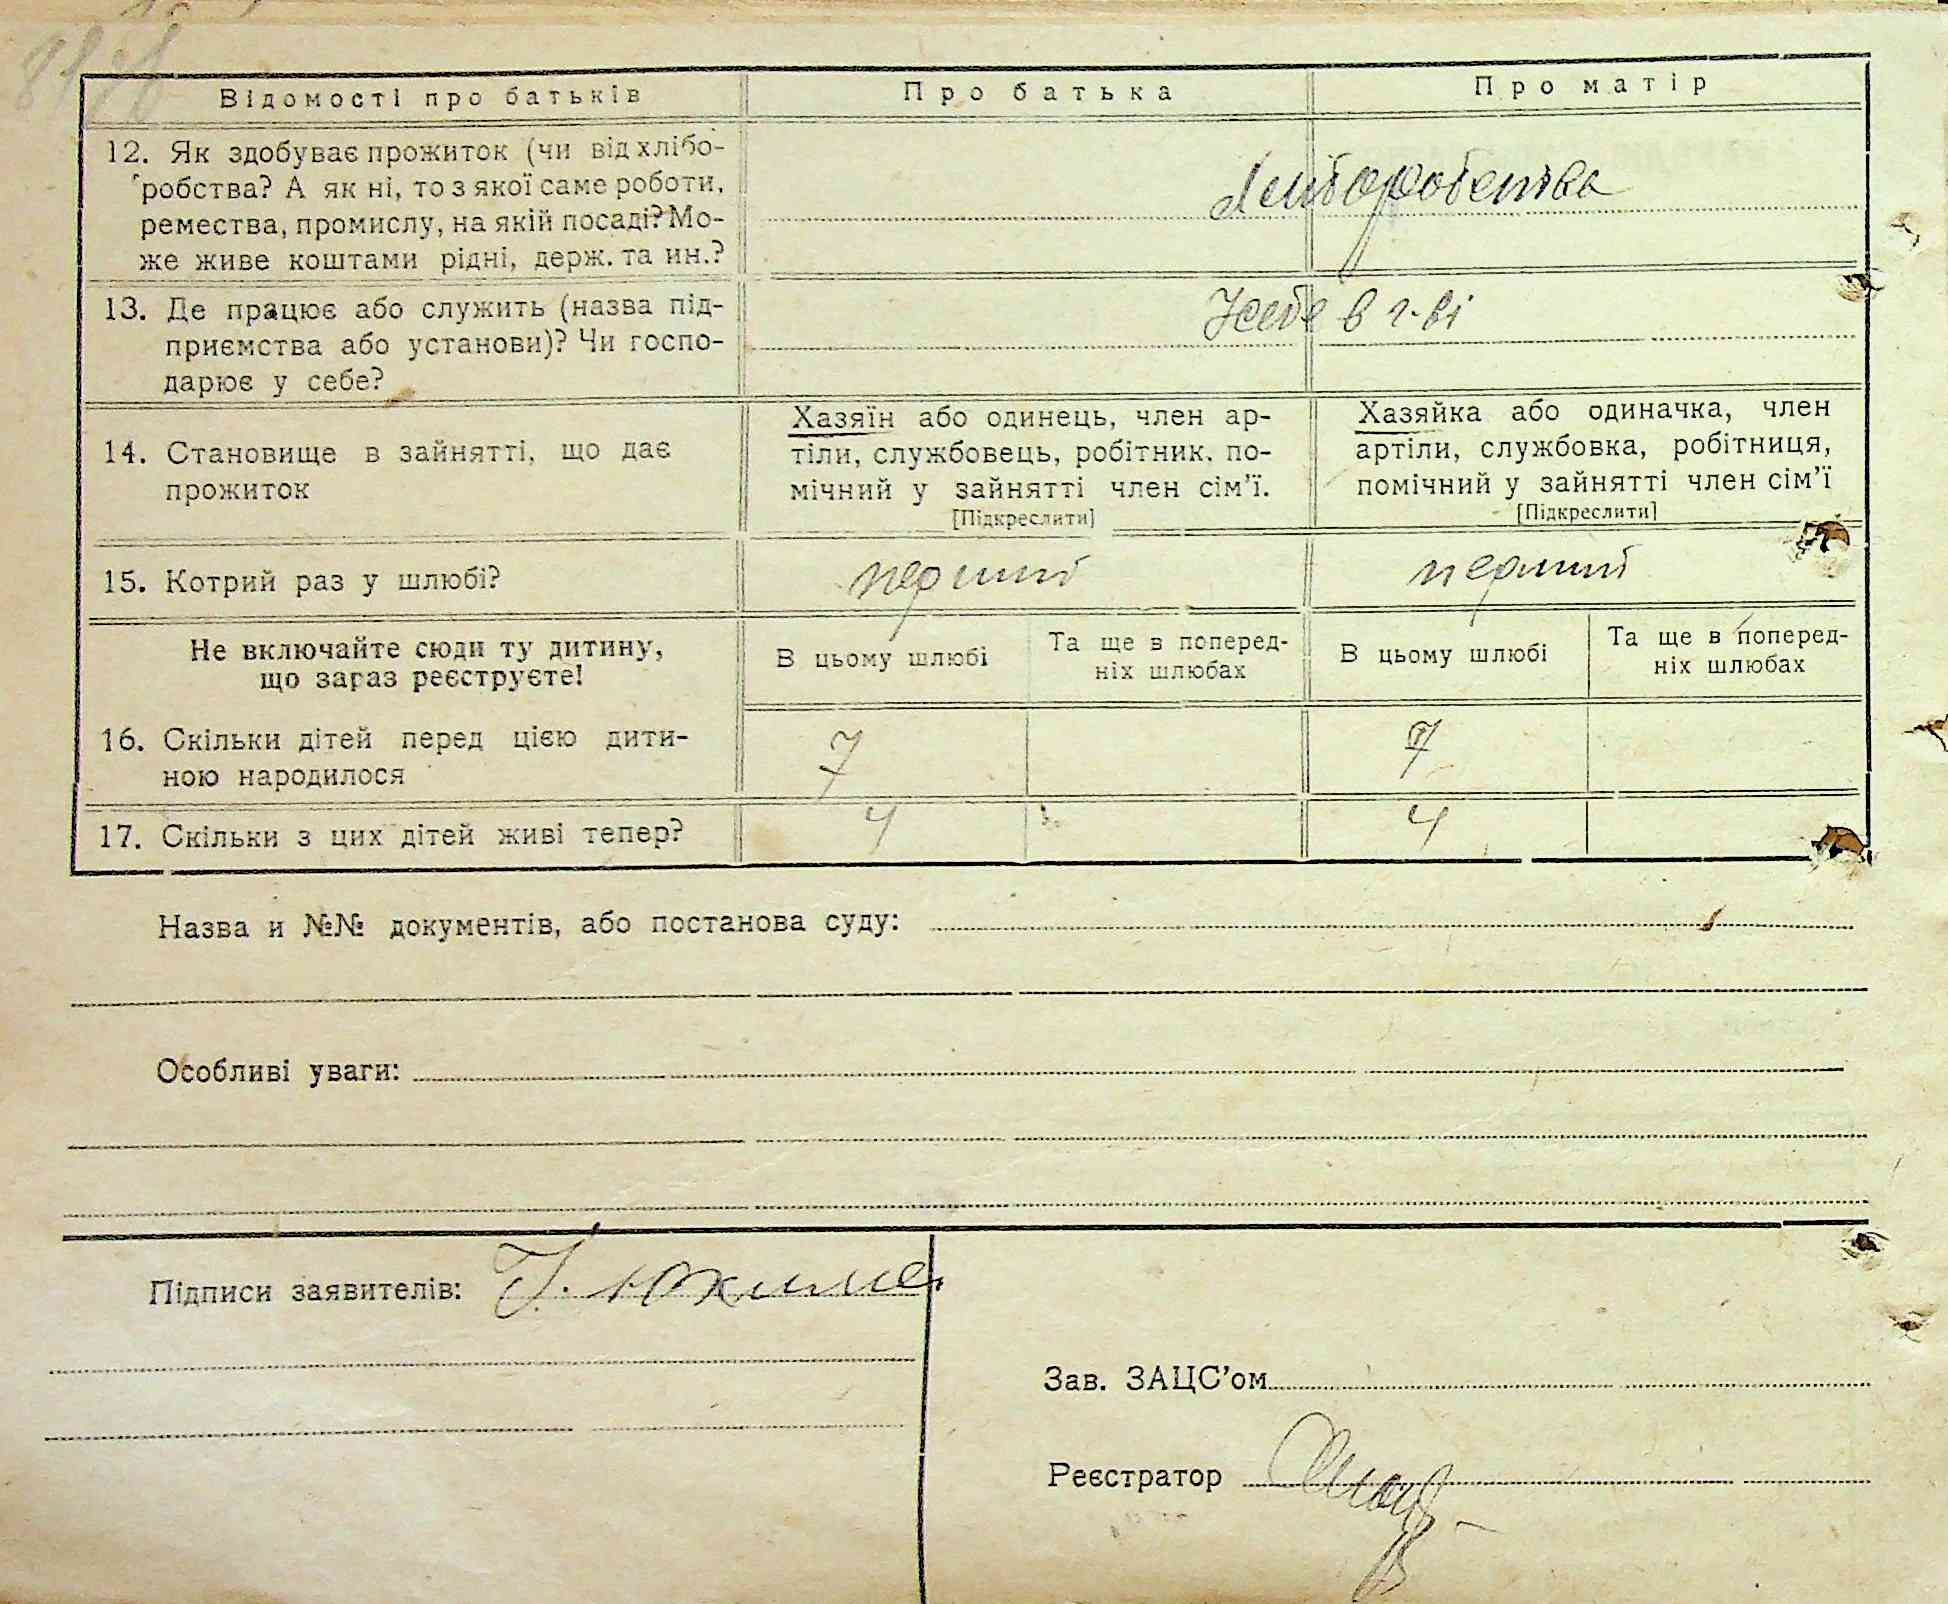 Відомості про батьків
Про батька
Про матір
12. Як здобуває прожиток (чи від хлібо-
робства? А як ні, то з якої саме роботи,
ремества, промислу, на якій посаді? Мо-
же живе коштами рідні, держ. та ин.?
Хліборобства
13. Де працює або служить (назва під-
приємства або установи)? Чи госпо-
дарює у себе?
У себе в г-ві
14. Становище в зайнятті, що дає
прожиток
Хазяїн або одинець, член ар-
тіли, службовець, робітник, по-
мічний у зайнятті член сім'ї.
[Підкреслити]
Хазяйка або одиначка, член
артіли, службовка, робітниця,
помічний у зайнятті член сім'ї
[Підкреслити]
15. Котрий раз у шлюбі?
перший
перший
Не включайте сюди ту дитину,
що зараз реєструєте!
В цьому шлюбі
Та ще в поперед-
ніх шлюбах
В цьому шлюбі
Та ще в поперед-
ніх шлюбах
16. Скільки дітей перед цією дити-
ною народилося
7
7
17. Скільки з цих дітей живі тепер?
4
4
Назва и №№ документів, або постанова суду:
Особливі уваги:
Підписи заявителів:
Зав. ЗАЦС'ом
Реєстратор